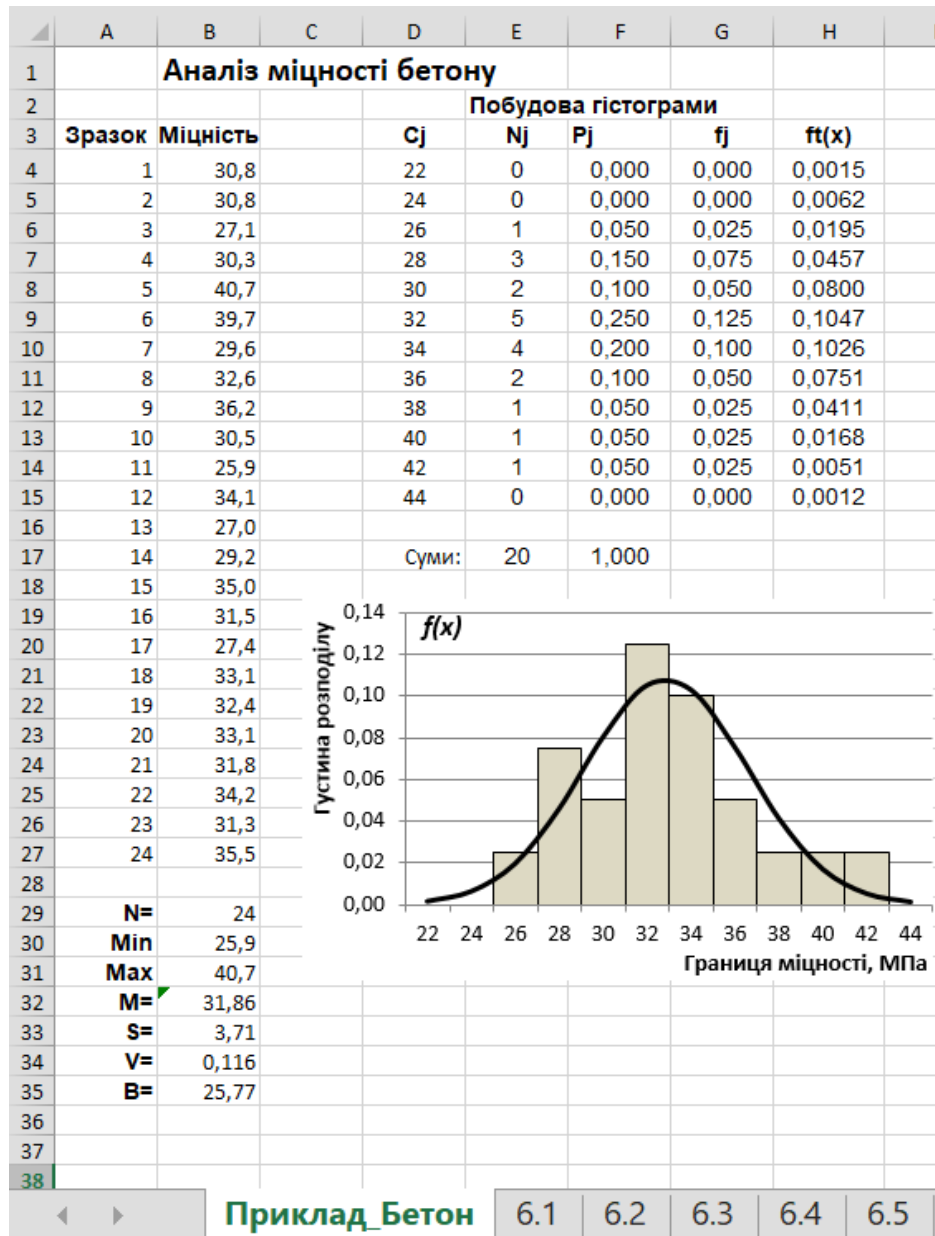 A B C D E F G H
1 Аналіз міцності бетону
2 Побудова гістограми
3 Зразок Міцність Cj Nj Pj fj ft(x)
4 1 30,8 22 0 0,000 0,000 0,0015
5 2 30,8 24 0 0,000 0,000 0,0062
6 3 27,1 26 1 0,050 0,025 0,0195
7 4 30,3 28 3 0,150 0,075 0,0457
8 5 40,7 30 2 0,100 0,050 0,0800
9 6 39,7 32 5 0,250 0,125 0,1047
10 7 29,6 34 4 0,200 0,100 0,1026
11 8 32,6 36 2 0,100 0,050 0,0751
12 9 36,2 38 1 0,050 0,025 0,0411
13 10 30,5 40 1 0,050 0,025 0,0168
14 11 25,9 42 1 0,050 0,025 0,0051
15 12 34,1 44 0 0,000 0,000 0,0012
16 13 27,0
17 14 29,2 Суми: 20 1,000
18 15 35,0
19 16 31,5
20 17 27,4
21 18 33,1
22 19 32,4
23 20 33,1
24 21 31,8
25 22 34,2
26 23 31,3
27 24 35,5
28
29 N= 24
30 Min 25,9
31 Max 40,7
32 M= 31,86
33 S= 3,71
34 V= 0,116
35 B= 25,77
36
37
38
Густина розподілу
f(x)
0,14
0,12
0,10
0,08
0,06
0,04
0,02
0,00
22 24 26 28 30 32 34 36 38 40 42 44
Границя міцності, МПа
Приклад_Бетон 6.1 6.2 6.3 6.4 6.5